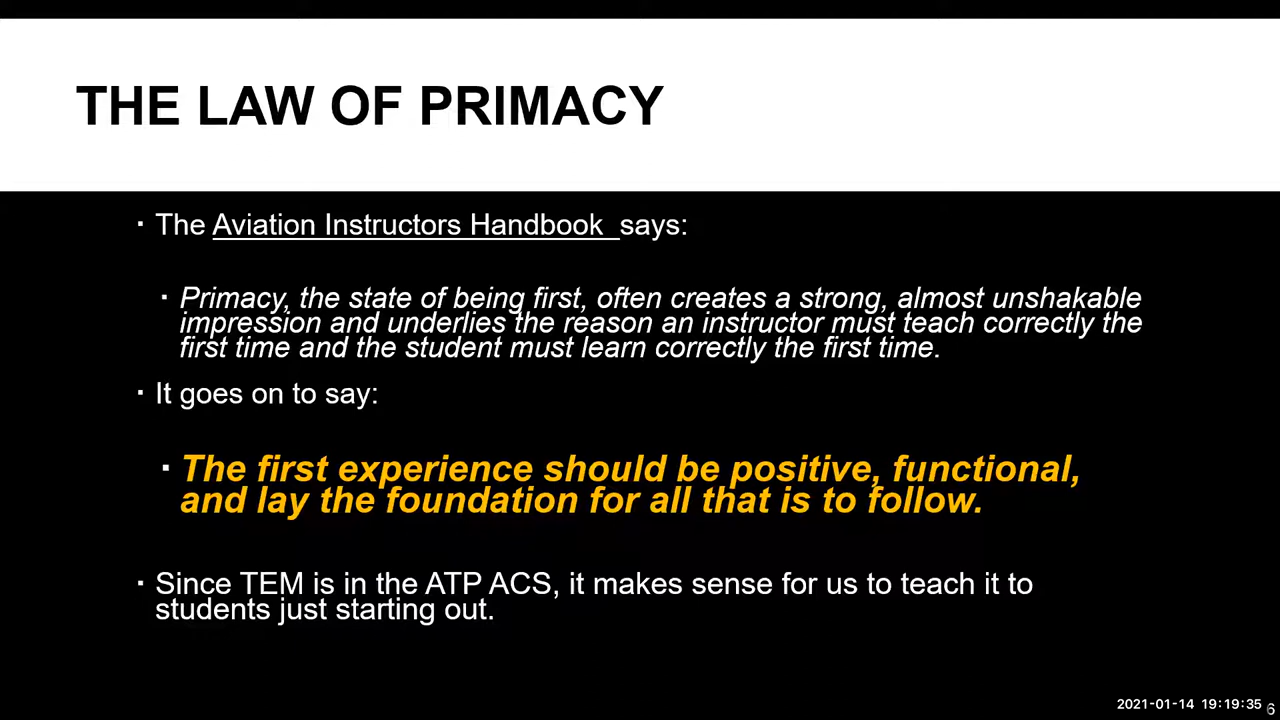 THE LAW OF PRIMACY
▪ The Aviation Instructors Handbook says:
▪ Primacy, the state of being first, often creates a strong, almost unshakable
impression and underlies the reason an instructor must teach correctly the
first time and the student must learn correctly the first time.
▪ It goes on to say:
▪ The first experience should be positive, functional,
and lay the foundation for all that is to follow.
▪ Since TEM is in the ATP ACS, it makes sense for us to teach it to
students just starting out.
2021-01-14 19:19:35
6